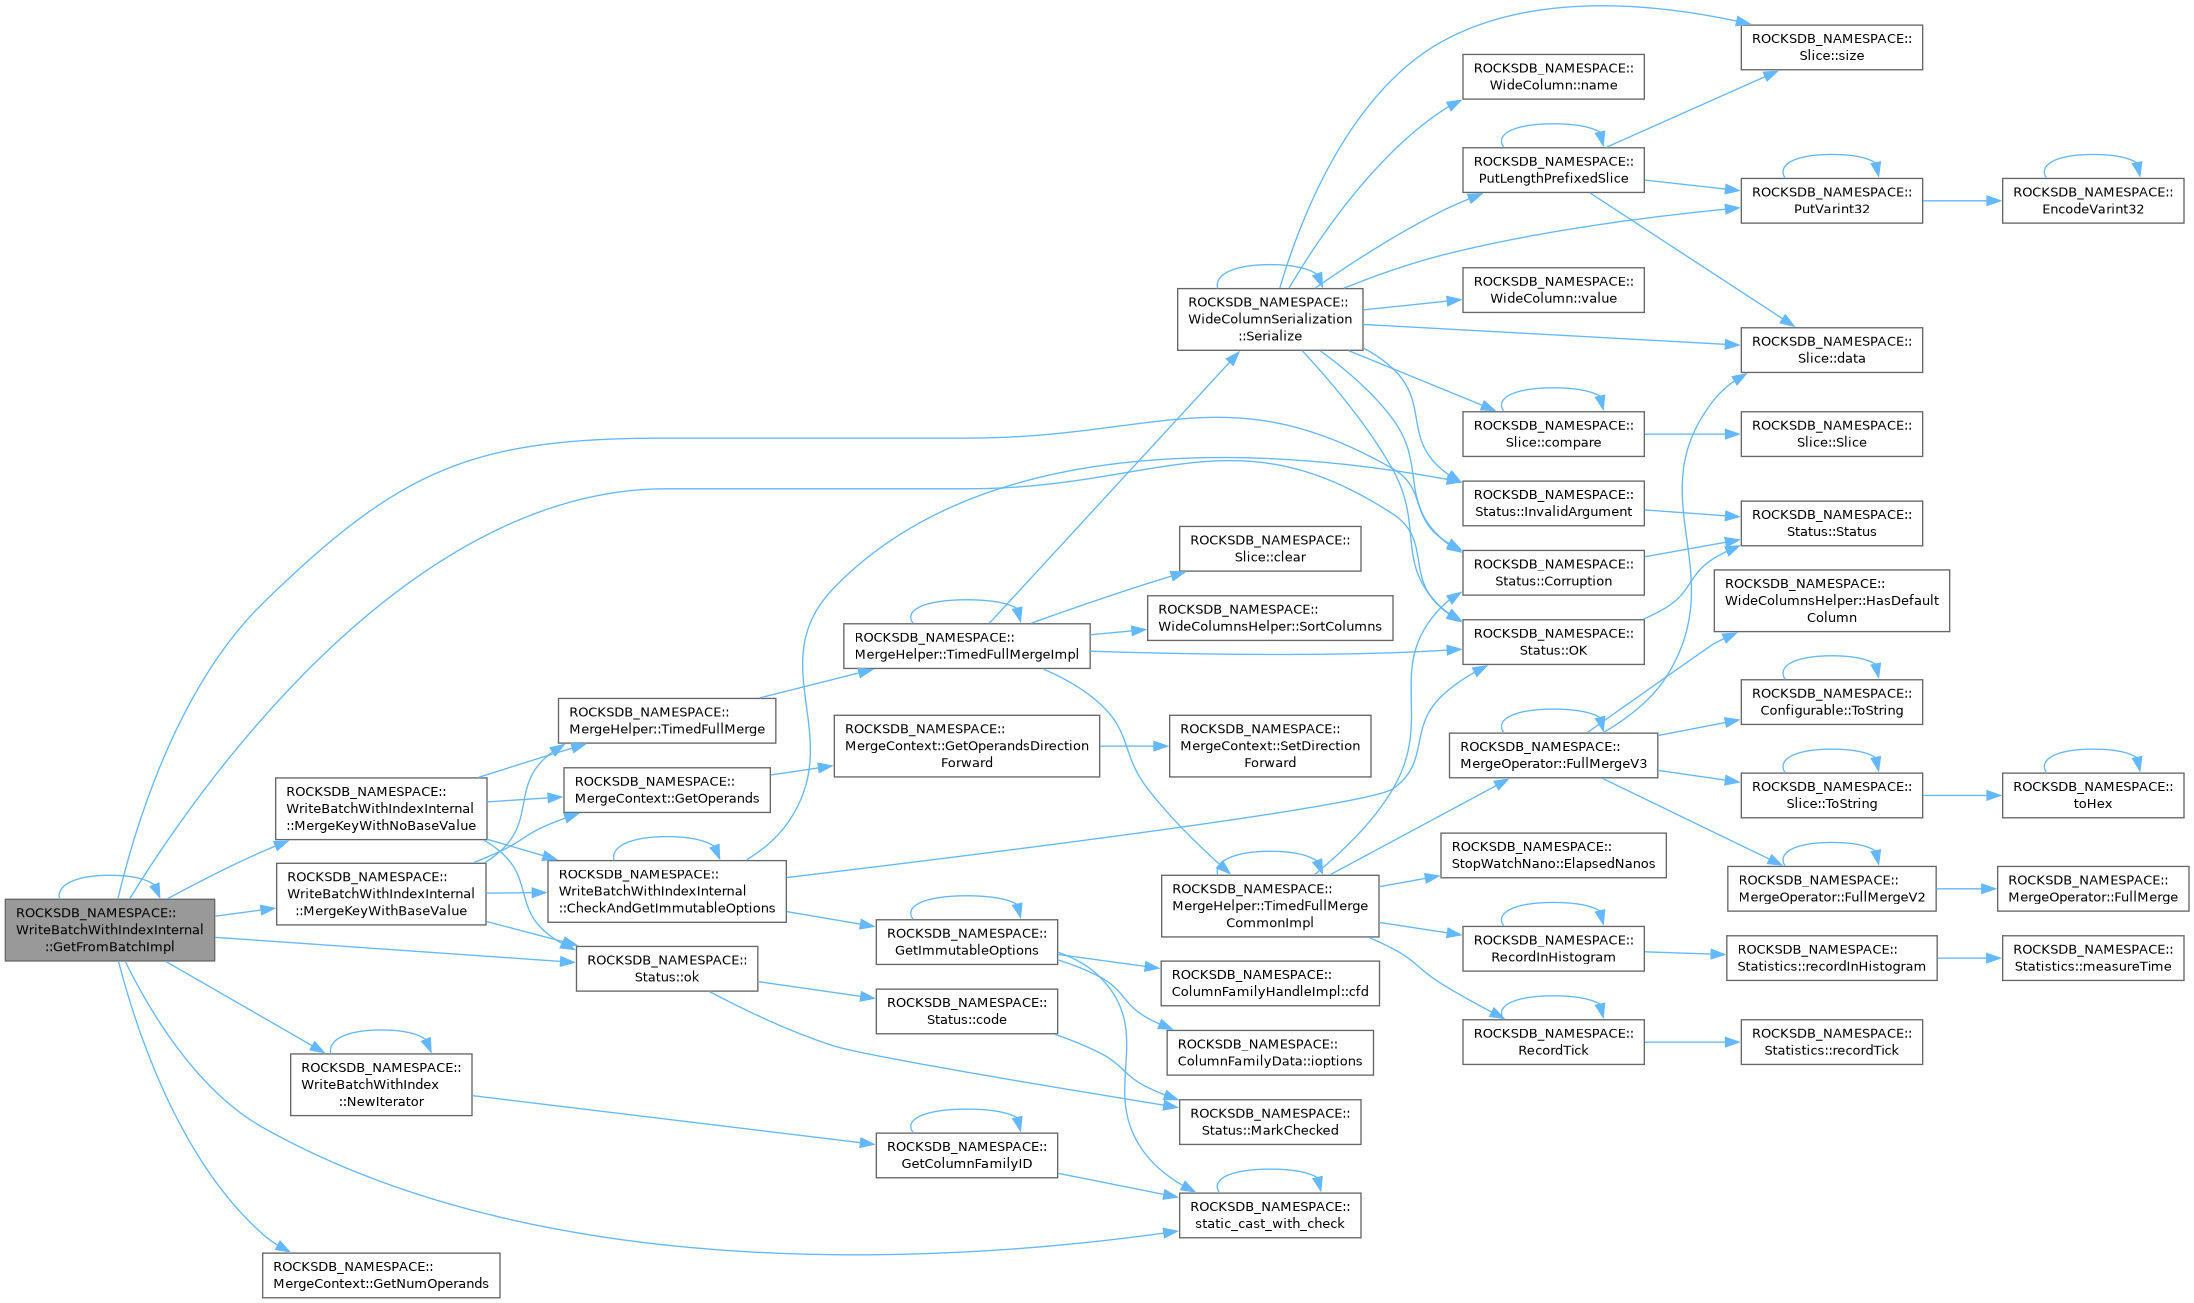 ROCKSDB_NAMESPACE::
WriteBatchWithIndexInternal
::GetFromBatchImpl
ROCKSDB_NAMESPACE::
WriteBatchWithIndexInternal
::MergeKeyWithNoBaseValue
ROCKSDB_NAMESPACE::
WriteBatchWithIndexInternal
::MergeKeyWithBaseValue
ROCKSDB_NAMESPACE::
WriteBatchWithIndex
::NewIterator
ROCKSDB_NAMESPACE::
MergeContext::GetNumOperands
ROCKSDB_NAMESPACE::
MergeHelper::TimedFullMerge
ROCKSDB_NAMESPACE::
MergeContext::GetOperands
ROCKSDB_NAMESPACE::
WriteBatchWithIndexInternal
::CheckAndGetImmutableOptions
ROCKSDB_NAMESPACE::
Status::ok
ROCKSDB_NAMESPACE::
MergeHelper::TimedFullMergeImpl
ROCKSDB_NAMESPACE::
MergeContext::GetOperandsDirection
Forward
ROCKSDB_NAMESPACE::
GetImmutableOptions
ROCKSDB_NAMESPACE::
Status::code
ROCKSDB_NAMESPACE::
GetColumnFamilyID
ROCKSDB_NAMESPACE::
WideColumnSerialization
::Serialize
ROCKSDB_NAMESPACE::
Slice::clear
ROCKSDB_NAMESPACE::
WideColumnsHelper::SortColumns
ROCKSDB_NAMESPACE::
MergeContext::SetDirection
Forward
ROCKSDB_NAMESPACE::
MergeHelper::TimedFullMerge
CommonImpl
ROCKSDB_NAMESPACE::
ColumnFamilyHandleImpl::cfd
ROCKSDB_NAMESPACE::
ColumnFamilyData::ioptions
ROCKSDB_NAMESPACE::
Status::MarkChecked
ROCKSDB_NAMESPACE::
static_cast_with_check
ROCKSDB_NAMESPACE::
WideColumn::name
ROCKSDB_NAMESPACE::
PutLengthPrefixedSlice
ROCKSDB_NAMESPACE::
WideColumn::value
ROCKSDB_NAMESPACE::
Slice::compare
ROCKSDB_NAMESPACE::
Status::InvalidArgument
ROCKSDB_NAMESPACE::
Status::Corruption
ROCKSDB_NAMESPACE::
Status::OK
ROCKSDB_NAMESPACE::
MergeOperator::FullMergeV3
ROCKSDB_NAMESPACE::
StopWatchNano::ElapsedNanos
ROCKSDB_NAMESPACE::
RecordInHistogram
ROCKSDB_NAMESPACE::
RecordTick
ROCKSDB_NAMESPACE::
Slice::size
ROCKSDB_NAMESPACE::
PutVarint32
ROCKSDB_NAMESPACE::
Slice::data
ROCKSDB_NAMESPACE::
Slice::Slice
ROCKSDB_NAMESPACE::
Status::Status
ROCKSDB_NAMESPACE::
WideColumnsHelper::HasDefault
Column
ROCKSDB_NAMESPACE::
Configurable::ToString
ROCKSDB_NAMESPACE::
Slice::ToString
ROCKSDB_NAMESPACE::
MergeOperator::FullMergeV2
ROCKSDB_NAMESPACE::
Statistics::recordInHistogram
ROCKSDB_NAMESPACE::
Statistics::recordTick
ROCKSDB_NAMESPACE::
EncodeVarint32
ROCKSDB_NAMESPACE::
toHex
ROCKSDB_NAMESPACE::
MergeOperator::FullMerge
ROCKSDB_NAMESPACE::
Statistics::measureTime